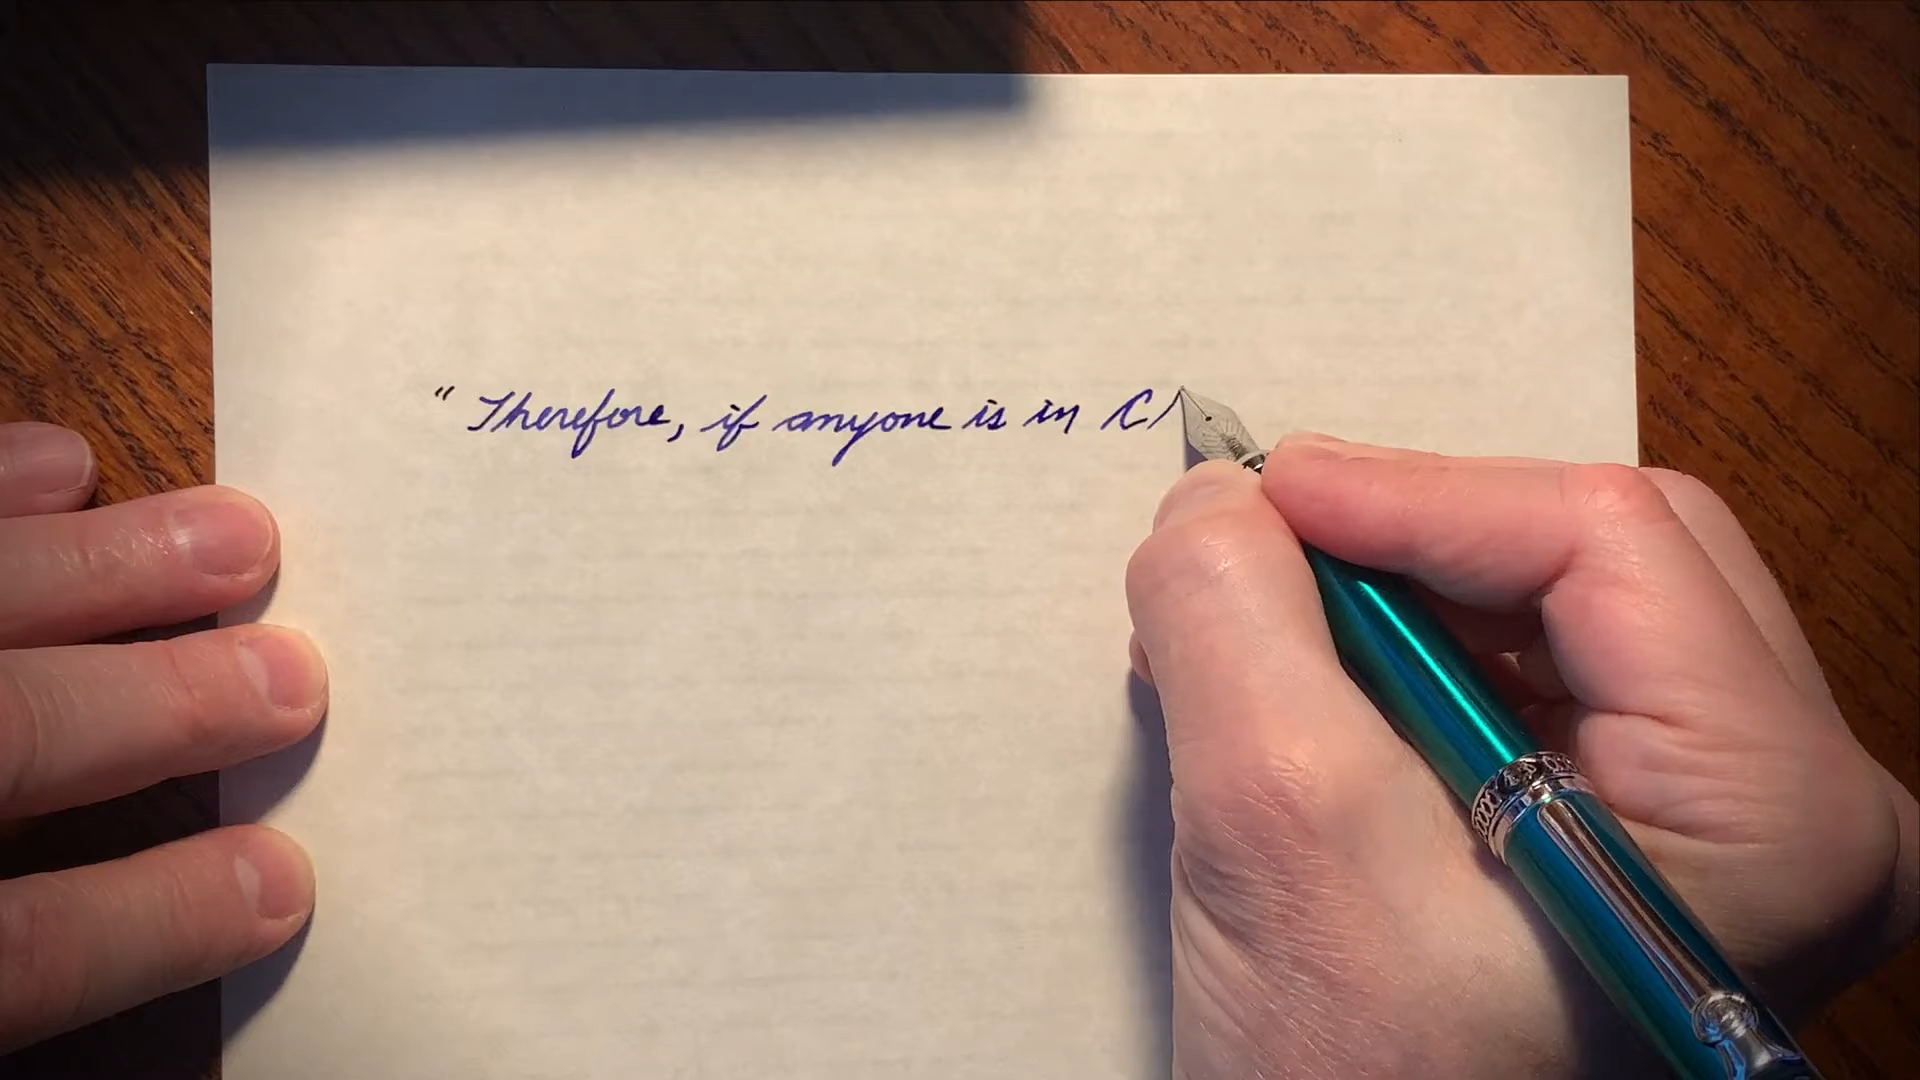 “ Therefore, if anyone is in C